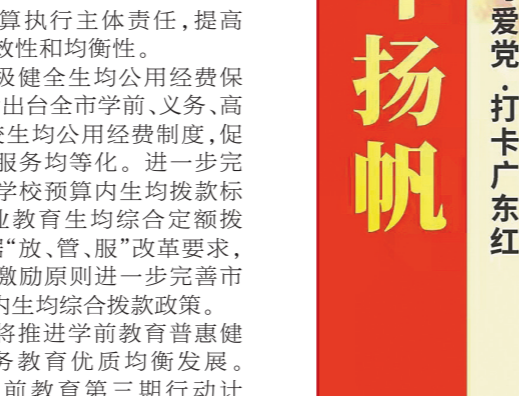 算执行主体责任，提高
效性和均衡性。
极健全生均公用经费保
出台全市学前、义务、高
校生均公用经费制度，促
服务均等化。进一步完
学校预算内生均拨款标
业教育生均综合定额拨
据“放、管、服”改革要求，
激励原则进一步完善市
内生均综合拨款政策。
将推进学前教育普惠健
务教育优质均衡发展。
前教育第三期行动计
扬帆
爱党·打卡广东红